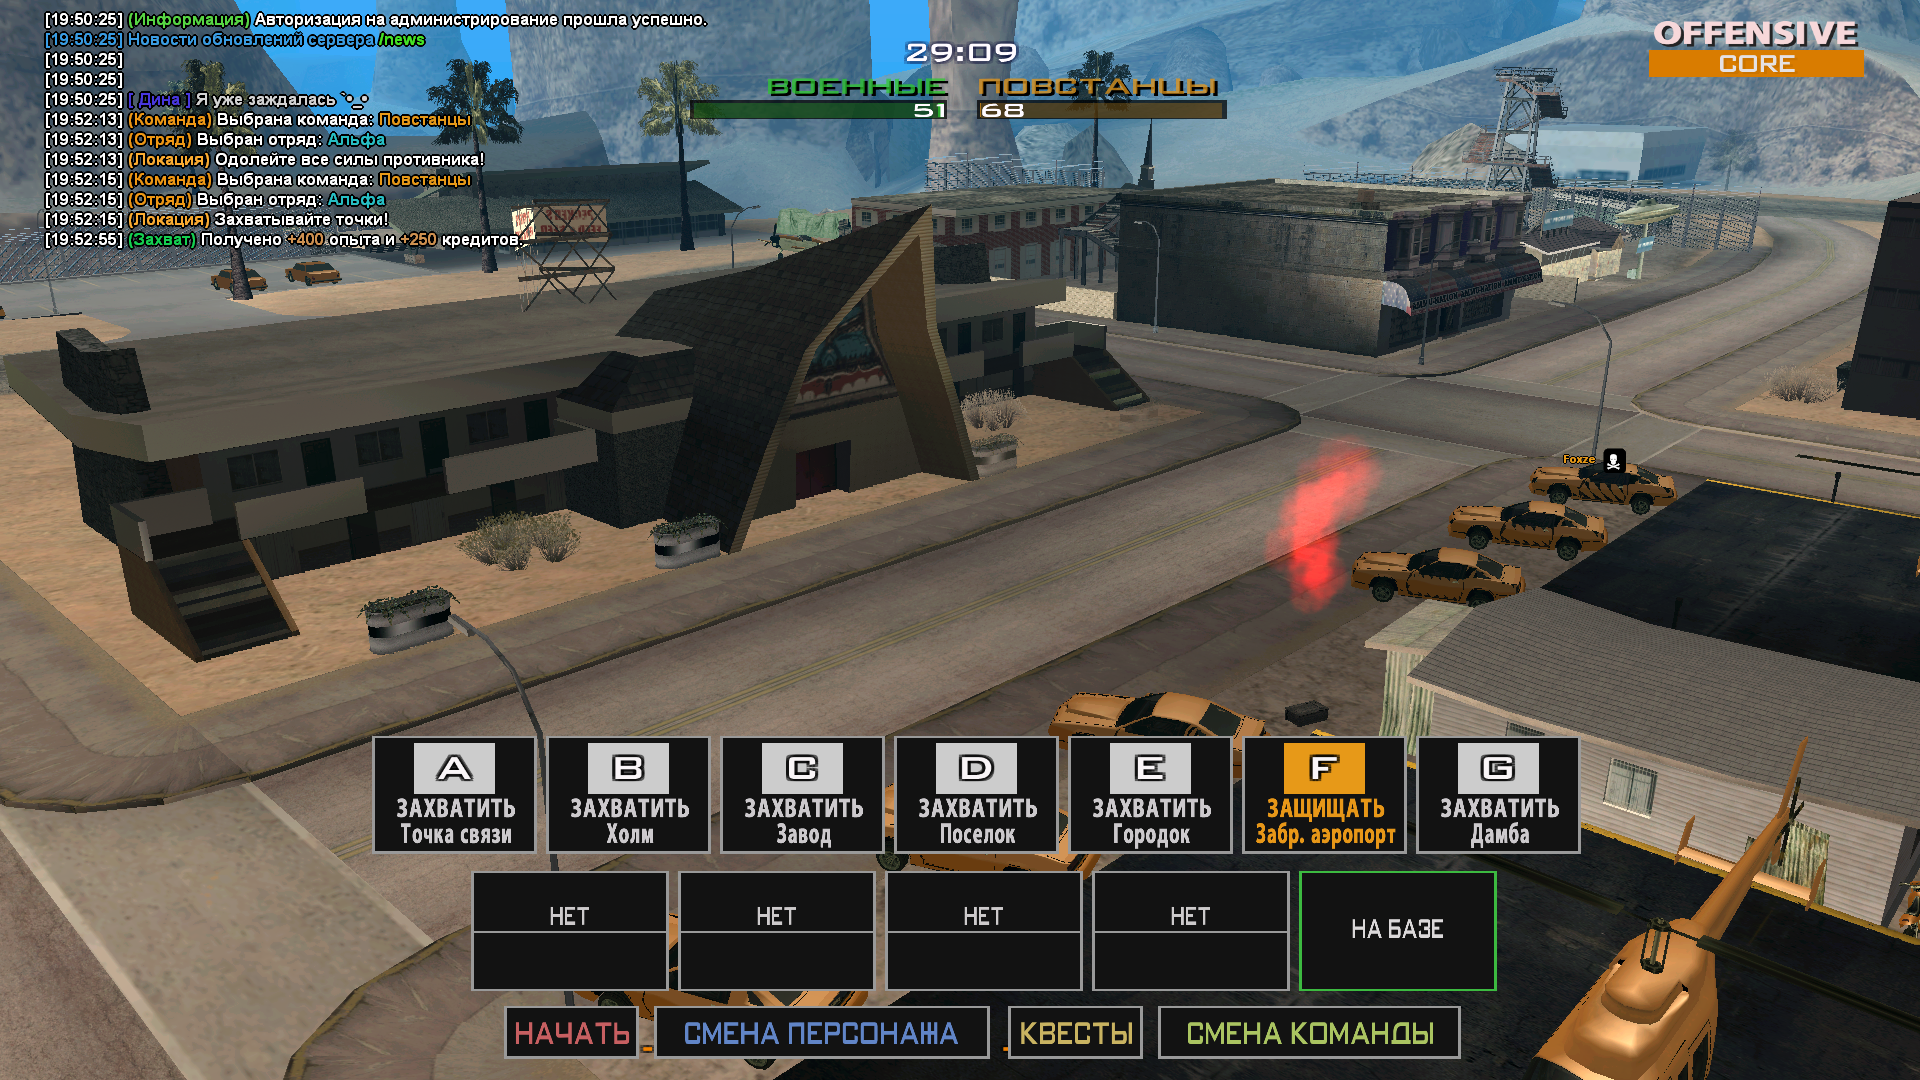 [19:50:25] (Информация) Авторизация на администрирование прошла успешно.
[19:50:25] Новости обновлений сервера /news
[19:50:25]
[19:50:25]
[19:50:25] [ Дина ] Я уже заждалась `•_•
[19:52:13] (Команда) Выбрана команда: Повстанцы
[19:52:13] (Отряд) Выбран отряд: Альфа
[19:52:13] (Локация) Одолейте все силы противника!
[19:52:15] (Команда) Выбрана команда: Повстанцы
[19:52:15] (Отряд) Выбран отряд: Альфа
[19:52:15] (Локация) Захватывайте точки!
[19:52:55] (Захват) Получено +400 опыта и +250 кредитов.
29:09
ВОЕННЫЕ ПОВСТАНЦЫ
51 68
OFFENSIVE
CORE
Foxze
A
ЗАХВАТИТЬ
Точка связи
B
ЗАХВАТИТЬ
Холм
C
ЗАХВАТИТЬ
Завод
D
ЗАХВАТИТЬ
Поселок
E
ЗАХВАТИТЬ
Городок
F
ЗАЩИЩАТЬ
Забр. аэропорт
G
ЗАХВАТИТЬ
Дамба
НЕТ
НЕТ
НЕТ
НЕТ
НА БАЗЕ
НАЧАТЬ
СМЕНА ПЕРСОНАЖА
КВЕСТЫ
СМЕНА КОМАНДЫ